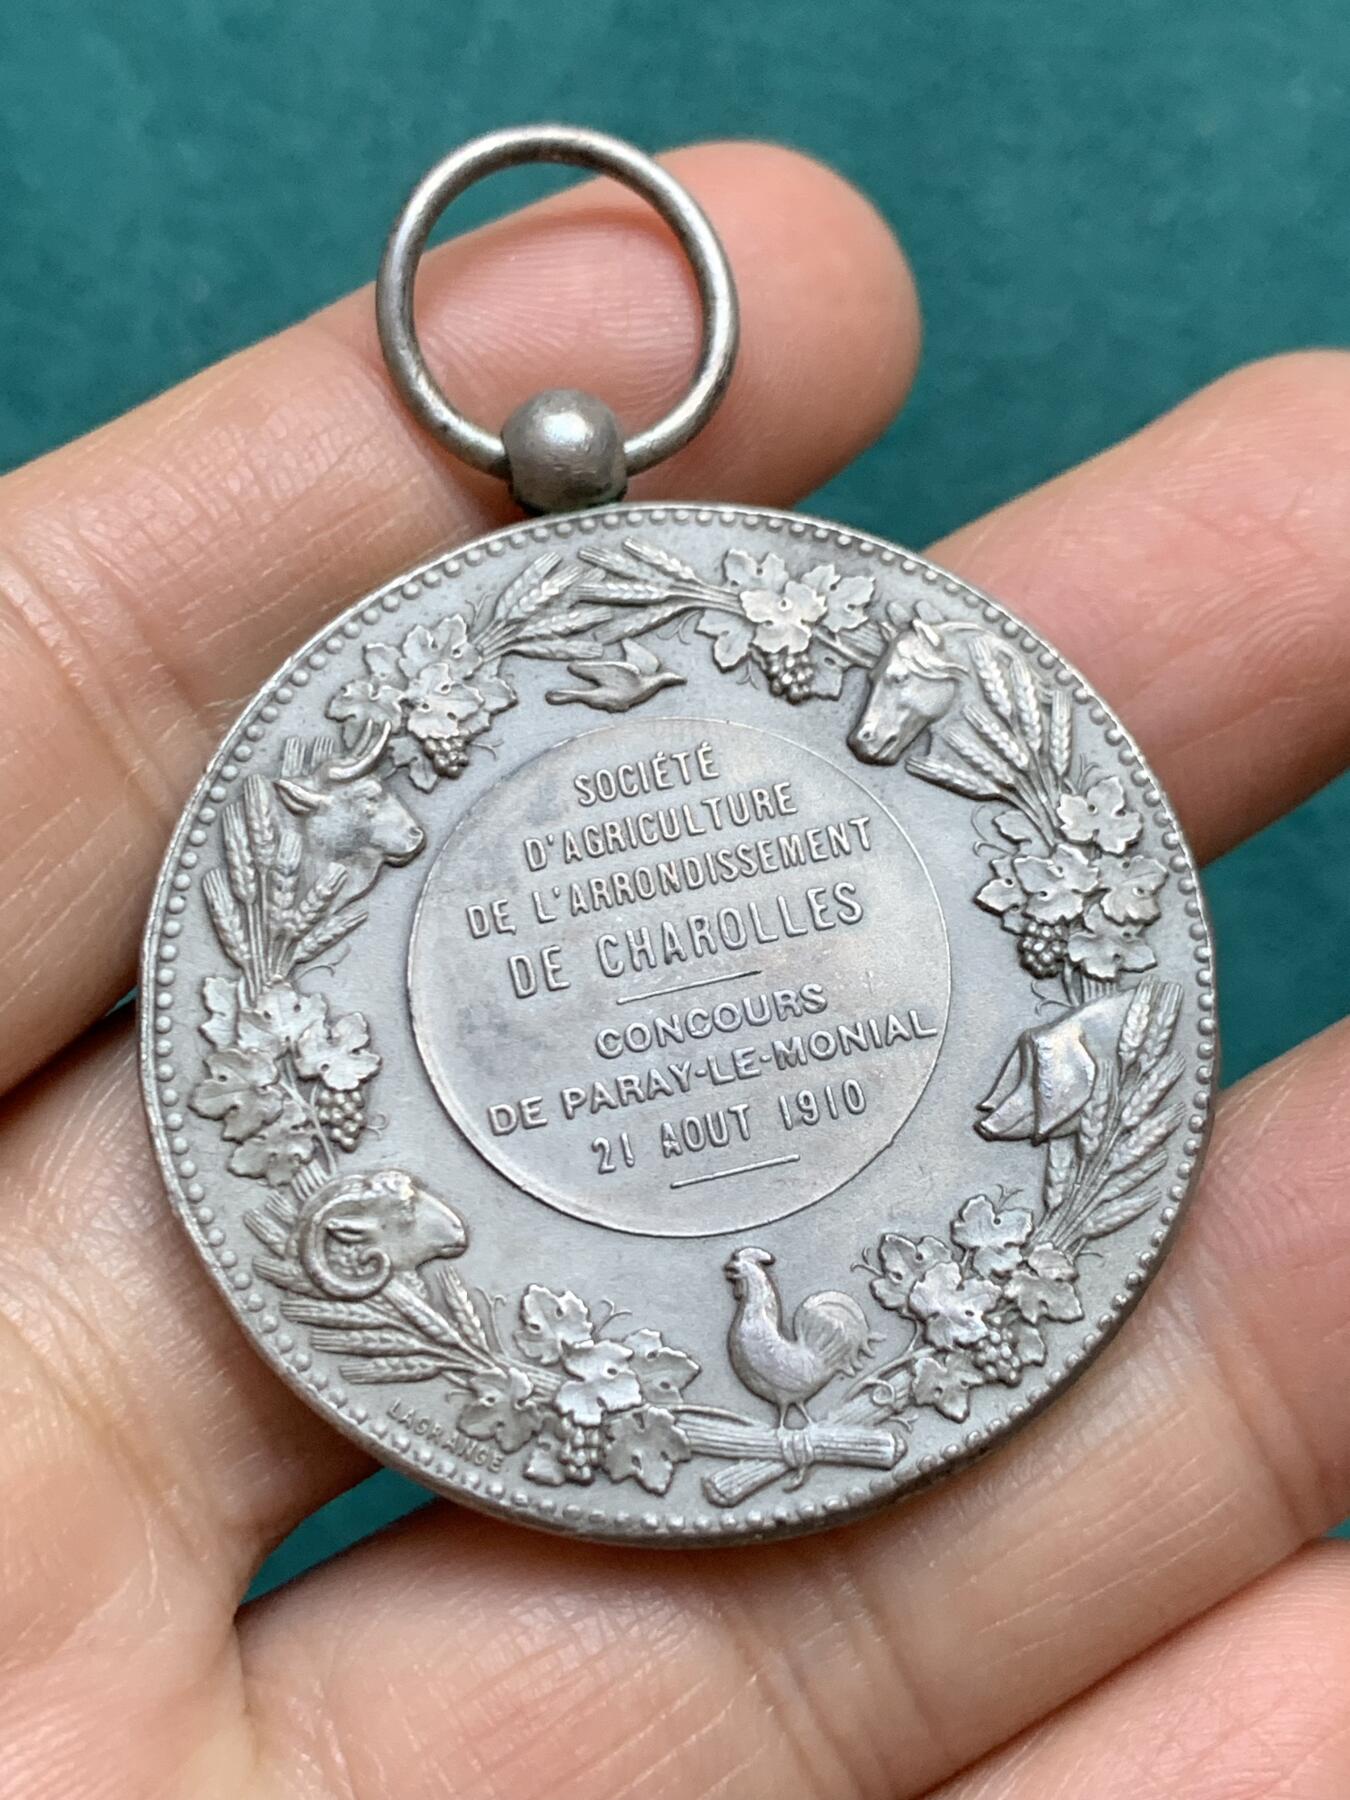 SOCIÉTÉ
D'AGRICULTURE
DE L'ARRONDISSEMENT
DE CHAROLLES
CONCOURS
DE PARAY-LE-MONIAL
21 AOUT 1910
LAGRANGE